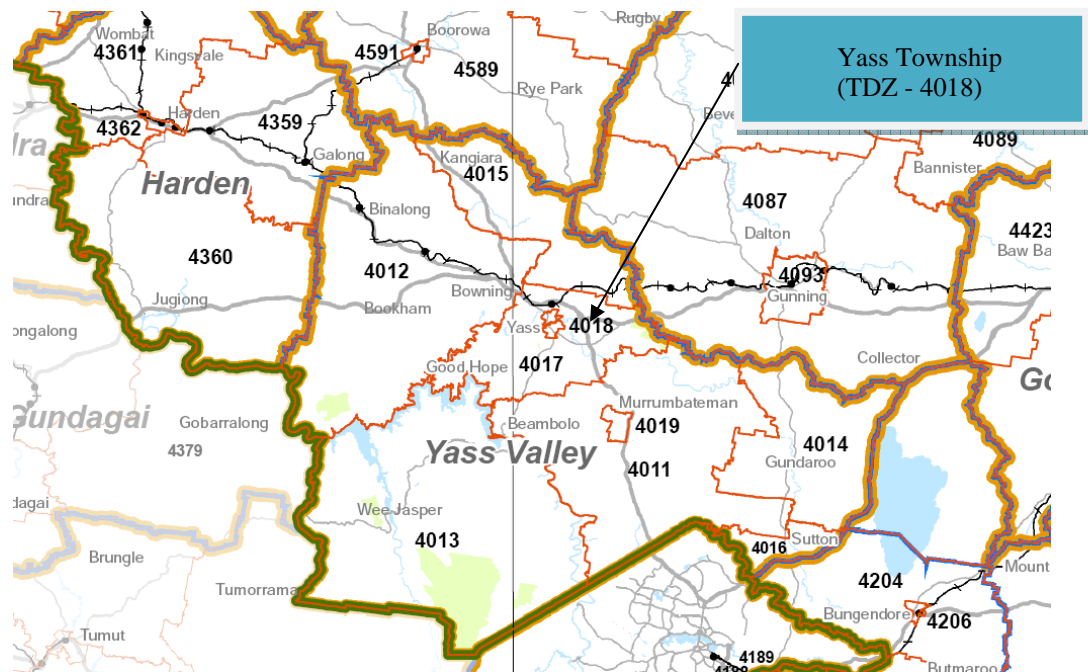 Rugby
Wombat
Boorowa
4361
4591
Kingsvale
4589
Yass Township
(TDZ - 4018)
Rye Park
Harden
4362
4359
4089
Galong
Kangiara
Bannister
4015
Harden
4087
Binalong
4423
Dalton
4360
4012
4093
Bowning
Gunning
Jugiong
Bookham
Yass
4018
4017
Collector
Good Hope
Gundagai
Murrumbateman
Gobarralong
Beambolo
4019
4014
4379
Yass Valley
4011
Gundaroo
Wee Jasper
4013
4016
Sutton
Brungle
4204
Mount
Tumorrama
Bungendore
4206
Tumut
4189
4188
Butmaroo